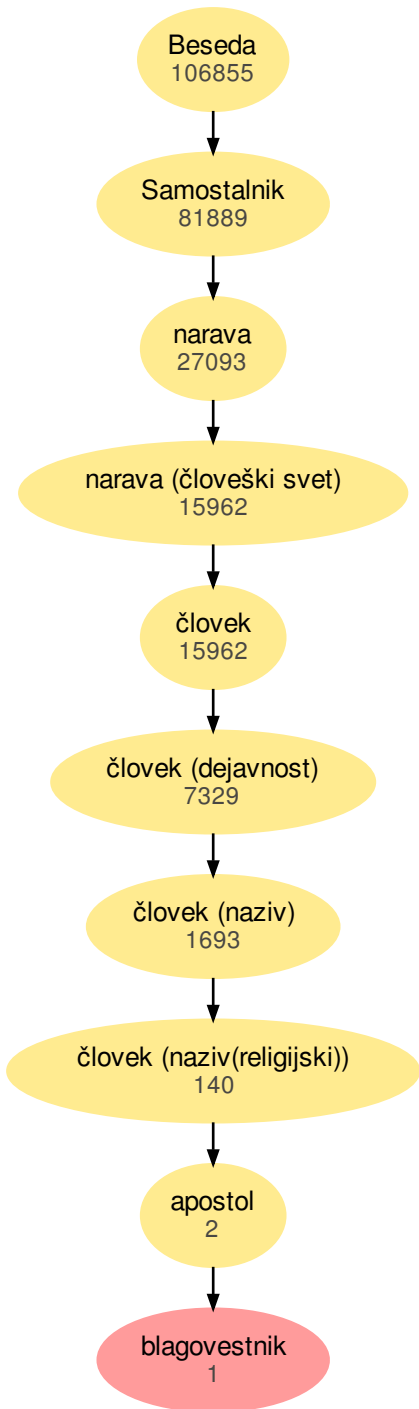 Beseda
106855
Samostalnik
81889
narava
27093
narava (človeški svet)
15962
človek
15962
človek (dejavnost)
7329
človek (naziv)
1693
človek (naziv(religijski))
140
apostol
2
blagovestnik
1